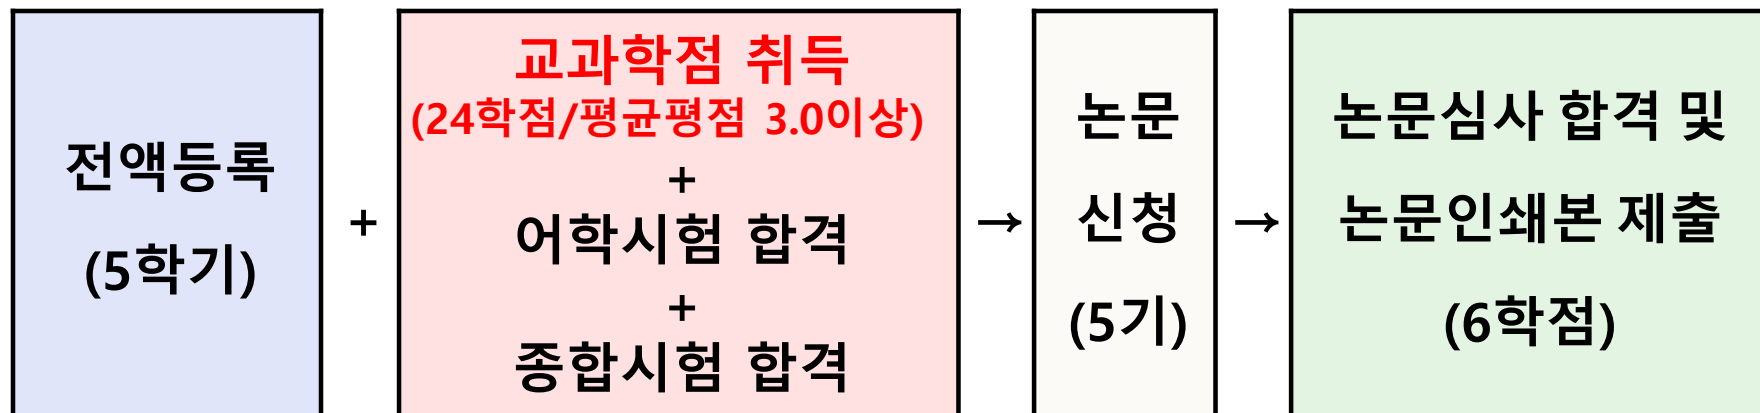 전액등록
(5학기)
+
교과학점 취득
(24학점/평균평점 3.0이상)
+
어학시험 합격
+
종합시험 합격
→
논문
신청
(5기)
→
논문심사 합격 및
논문인쇄본 제출
(6학점)